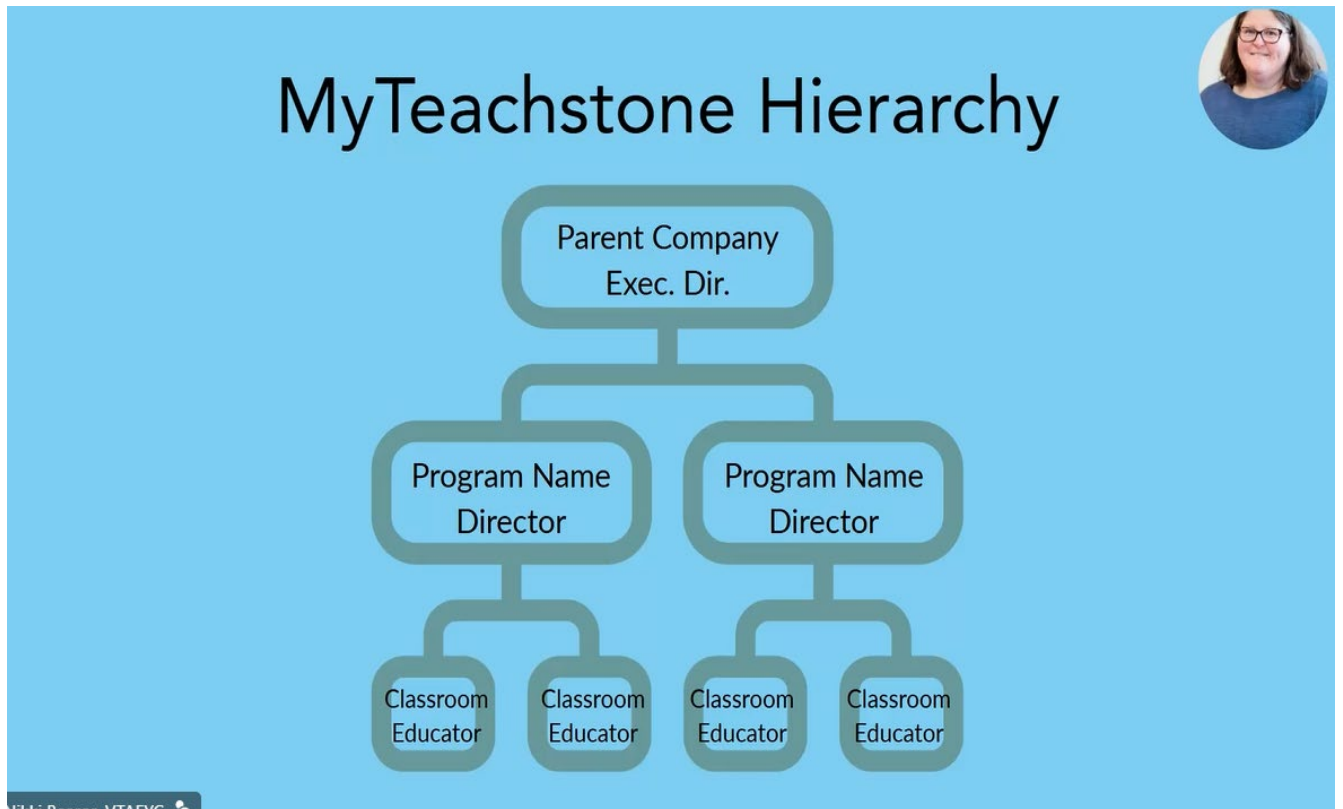 MyTeachstone Hierarchy
Parent Company
Exec. Dir.
Program Name
Director
Program Name
Director
Classroom
Educator
Classroom
Educator
Classroom
Educator
Classroom
Educator